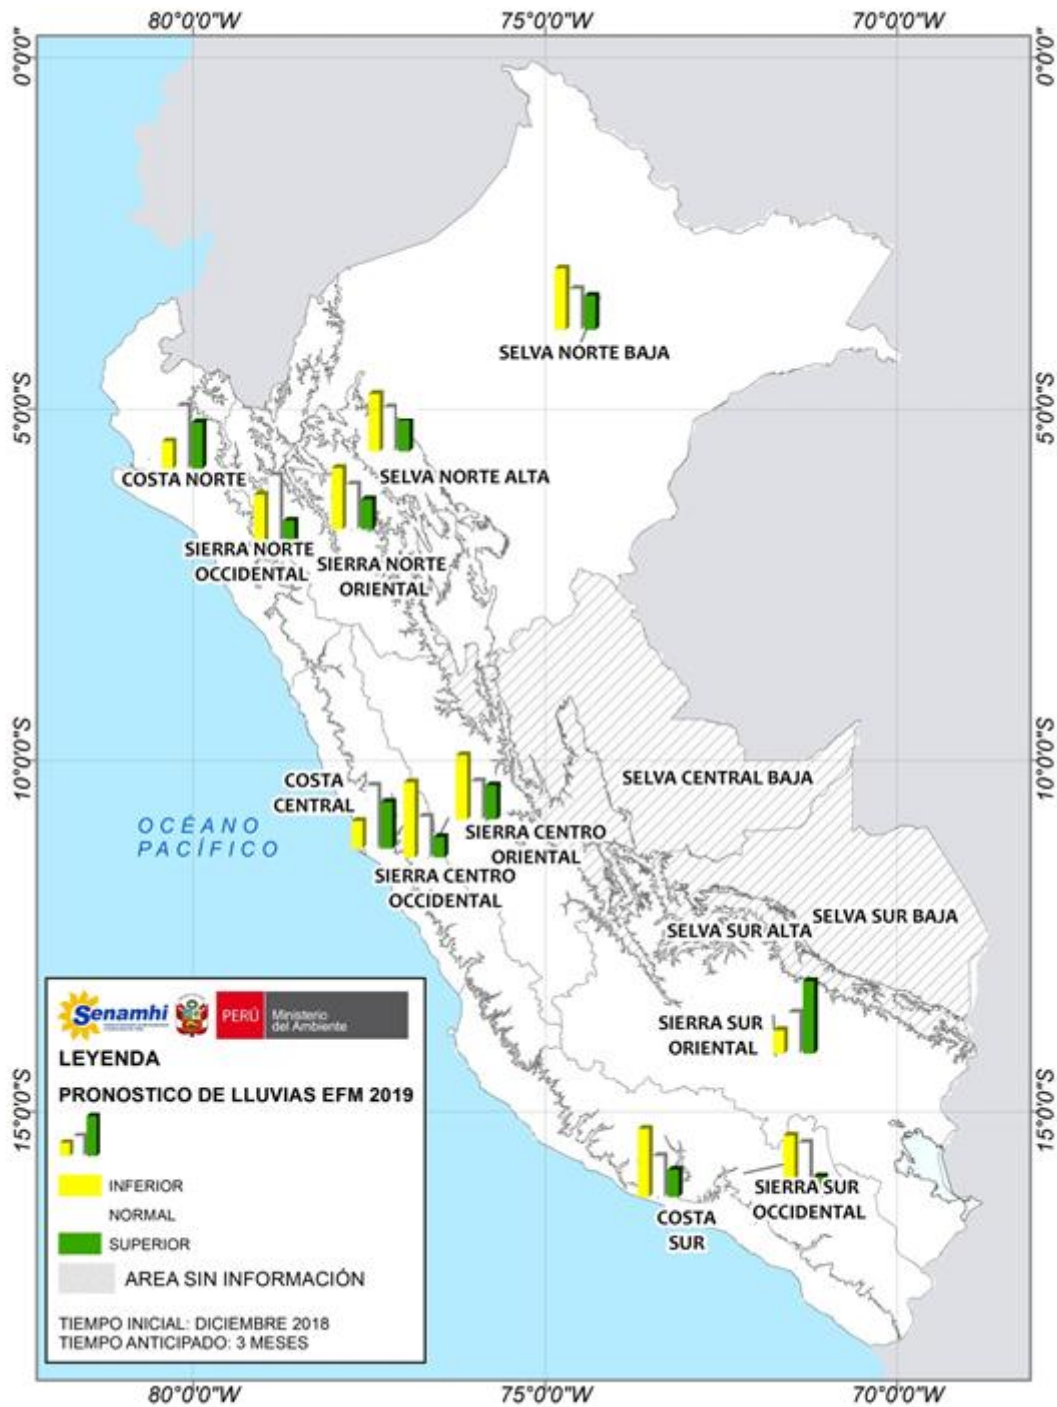 80°0'0"W
75°0'0"W
70°0'0"W
0°0'0"
0°0'0"
SELVA NORTE BAJA
5°0'0"S
5°0'0"S
COSTA NORTE
SELVA NORTE ALTA
SIERRA NORTE
OCCIDENTAL
SIERRA NORTE
ORIENTAL
10°0'0"S
10°0'0"S
COSTA
CENTRAL
SELVA CENTRAL BAJA
OCÉANO
PACÍFICO
SIERRA CENTRO
ORIENTAL
SIERRA CENTRO
OCCIDENTAL
SELVA SUR BAJA
SELVA SUR ALTA
SIERRA SUR
ORIENTAL
15°0'0"S
15°0'0"S
SIERRA SUR
OCCIDENTAL
COSTA
SUR
Senamhi
PERÚ
Ministerio
del Ambiente
LEYENDA
PRONOSTICO DE LLUVIAS EFM 2019
INFERIOR
NORMAL
SUPERIOR
AREA SIN INFORMACIÓN
TIEMPO INICIAL: DICIEMBRE 2018
TIEMPO ANTICIPADO: 3 MESES
80°0'0"W
75°0'0"W
70°0'0"W